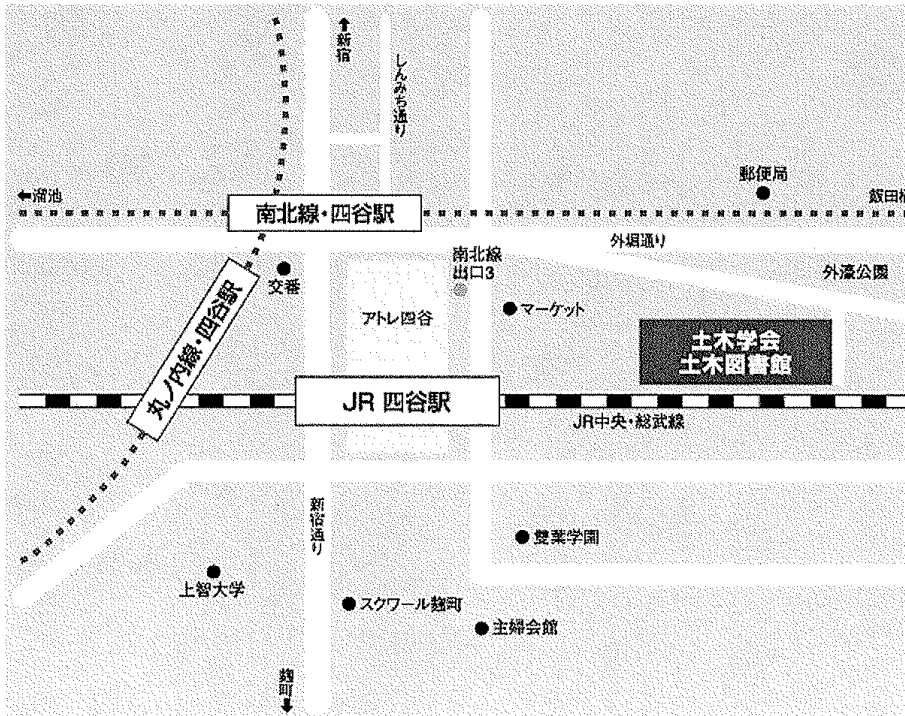 ↑新宿
しんみち通り
郵便局
←溜池
飯田橋
南北線・四谷駅
外堀通り
南北線
出口3
外濠公園
交番
丸ノ内線・四谷駅
アトレ四谷
マーケット
土木学会
土木図書館
JR 四谷駅
JR中央・総武線
新宿通り
雙葉学園
上智大学
スクワール麹町
主婦会館
麹町↓